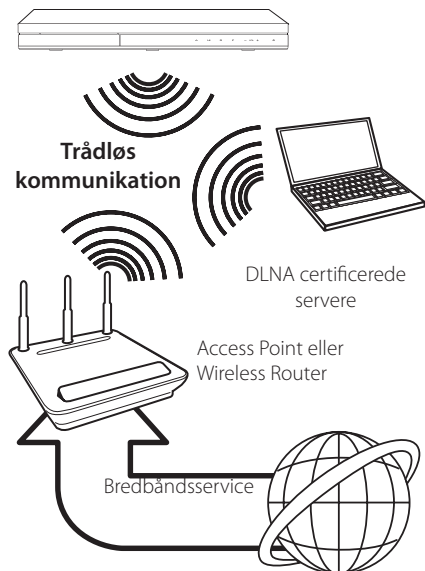 Trådløs
kommunikation
DLNA certificerede
servere
Access Point eller
Wireless Router
Bredbåndsservice